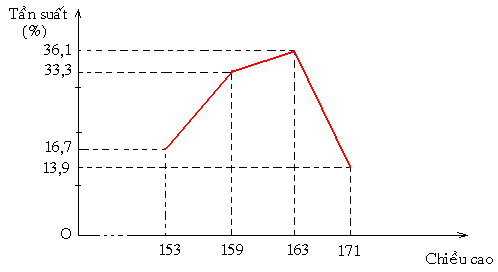 Tần suất
(%)
36,1
33,3
16,7
13,9
O
153 159 163 171
Chiều cao